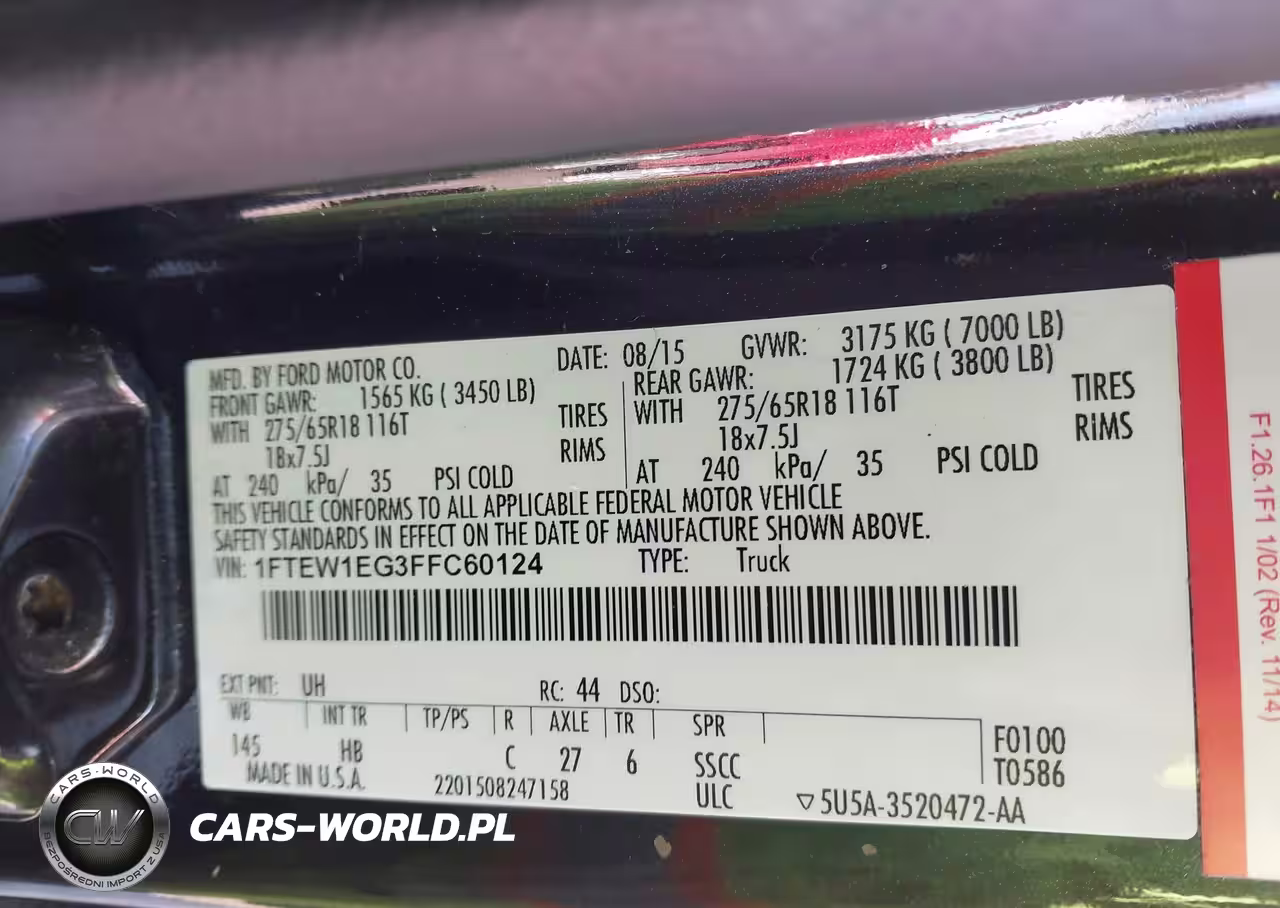 MFD. BY FORD MOTOR CO. DATE: 08/15 GVWR: 3175 KG ( 7000 LB)
FRONT GAWR: 1565 KG ( 3450 LB) REAR GAWR: 1724 KG ( 3800 LB)
WITH 275/65R18 116T TIRES WITH 275/65R18 116T TIRES
18x7.5J RIMS 18x7.5J RIMS
AT 240 kPa/ 35 PSI COLD AT 240 kPa/ 35 PSI COLD
THIS VEHICLE CONFORMS TO ALL APPLICABLE FEDERAL MOTOR VEHICLE
SAFETY STANDARDS IN EFFECT ON THE DATE OF MANUFACTURE SHOWN ABOVE.
VIN: 1FTEW1EG3FFC60124 TYPE: Truck
EXT PNT: UH RC: 44 DSO:
WB INT TR TP/PS R AXLE TR SPR
145 HB C 27 6 SSCC F0100
T0586
MADE IN U.S.A. 2201508247158 ULC ▽5U5A-3520472-AA
F1.26.1F1 1/02 (Rev. 11/14)
CARS-WORLD
CW
BEZPOŚREDNI IMPORT Z USA
CARS-WORLD.PL